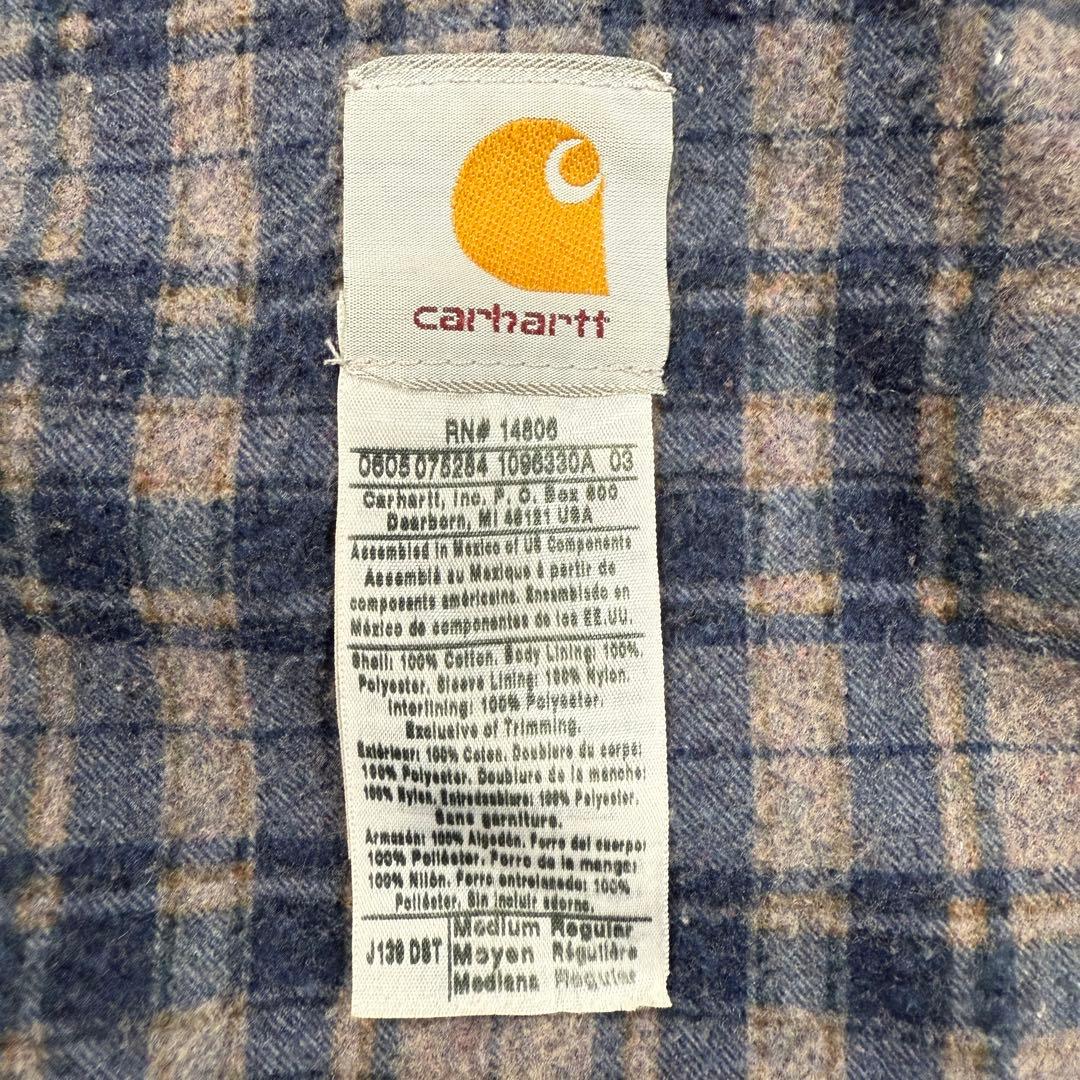 carhartt
RN# 14806
0605 075284 1096330A 03
Carhartt, Inc. P. O. Box 600
Dearborn, MI 48121 USA
Assembled in Mexico of US Components
Assemblé au Mexique à partir de
composants américains. Ensamblado en
México de componentes de los EE.UU.
Shell: 100% Cotton. Body Lining: 100%
Polyester. Sleeve Lining: 100% Nylon.
Interlining: 100% Polyester.
Exclusive of Trimming.
Extérieur: 100% Coton. Doublure du corps:
100% Polyester. Doublure de la manche:
100% Nylon. 100% Polyester.
Sans garniture.
Armazón: 100% Algodón. Forro del cuerpo:
100% Poliéster. Forro de la manga:
100% Nilón. Forro entrelazado: 100%
Poliéster. Sin incluir adorno.
J139 DST
Medium Regular
Moyen Régulière
Mediana Regular